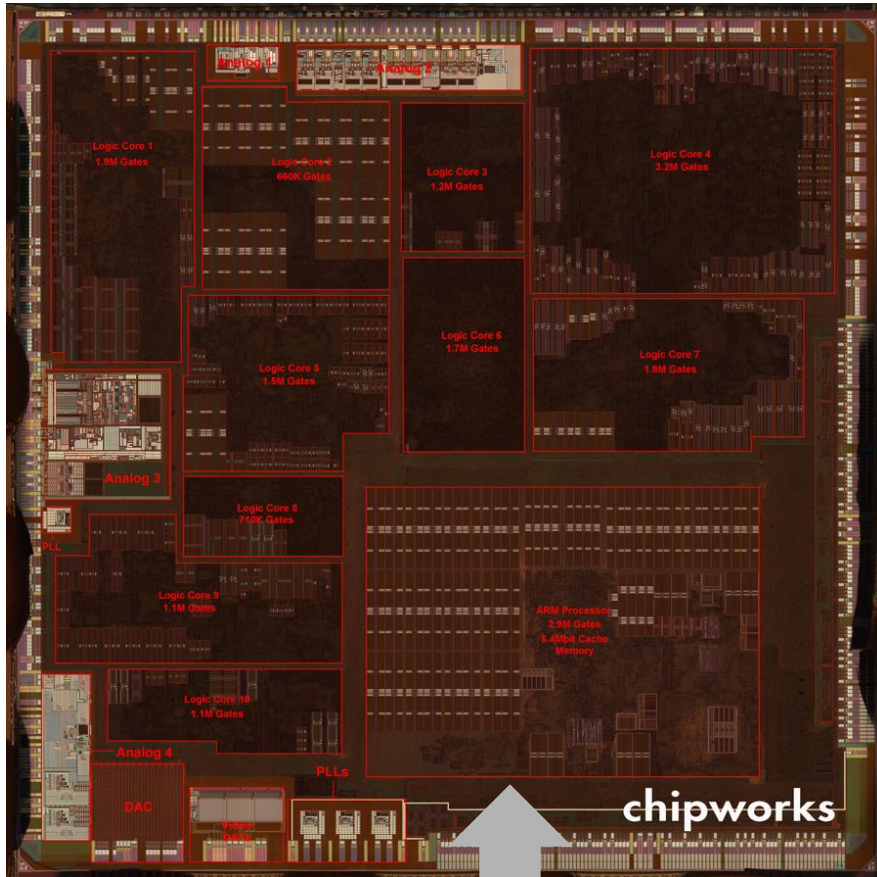 Analog 1
Analog 2
Logic Core 1
1.9M Gates
Logic Core 2
660K Gates
Logic Core 3
1.2M Gates
Logic Core 4
3.2M Gates
Logic Core 5
1.5M Gates
Logic Core 6
1.7M Gates
Logic Core 7
1.8M Gates
Analog 3
PLL
Logic Core 8
710K Gates
Logic Core 9
1.1M Gates
ARM Processor
2.9M Gates
5.4Mbit Cache
Memory
Logic Core 10
1.1M Gates
Analog 4
PLLs
DAC
Video
chipworks